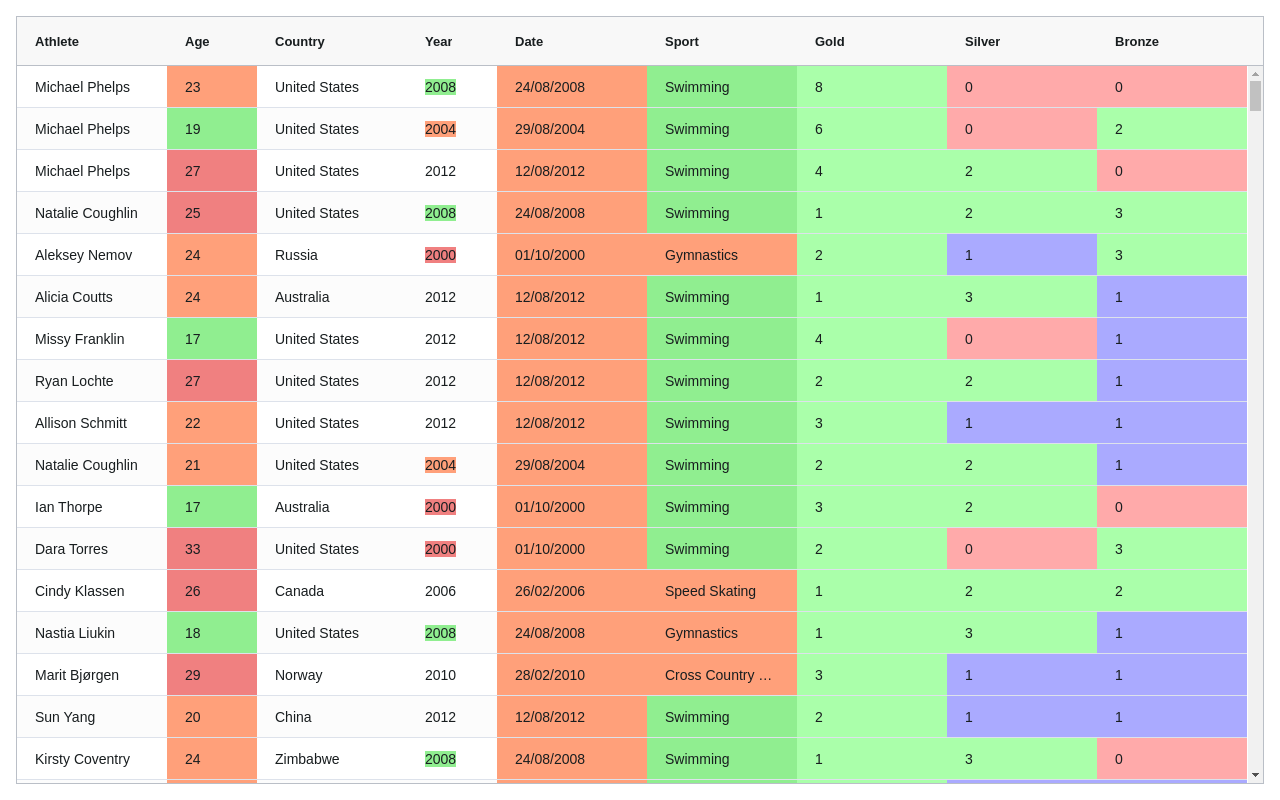 Athlete Age Country Year Date Sport Gold Silver Bronze
Michael Phelps 23 United States 2008 24/08/2008 Swimming 8 0 0
Michael Phelps 19 United States 2004 29/08/2004 Swimming 6 0 2
Michael Phelps 27 United States 2012 12/08/2012 Swimming 4 2 0
Natalie Coughlin 25 United States 2008 24/08/2008 Swimming 1 2 3
Aleksey Nemov 24 Russia 2000 01/10/2000 Gymnastics 2 1 3
Alicia Coutts 24 Australia 2012 12/08/2012 Swimming 1 3 1
Missy Franklin 17 United States 2012 12/08/2012 Swimming 4 0 1
Ryan Lochte 27 United States 2012 12/08/2012 Swimming 2 2 1
Allison Schmitt 22 United States 2012 12/08/2012 Swimming 3 1 1
Natalie Coughlin 21 United States 2004 29/08/2004 Swimming 2 2 1
Ian Thorpe 17 Australia 2000 01/10/2000 Swimming 3 2 0
Dara Torres 33 United States 2000 01/10/2000 Swimming 2 0 3
Cindy Klassen 26 Canada 2006 26/02/2006 Speed Skating 1 2 2
Nastia Liukin 18 United States 2008 24/08/2008 Gymnastics 1 3 1
Marit Bjørgen 29 Norway 2010 28/02/2010 Cross Country … 3 1 1
Sun Yang 20 China 2012 12/08/2012 Swimming 2 1 1
Kirsty Coventry 24 Zimbabwe 2008 24/08/2008 Swimming 1 3 0